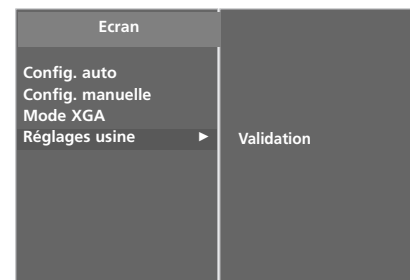 Ecran
Config. auto
Config. manuelle
Mode XGA
Réglages usine ► Validation